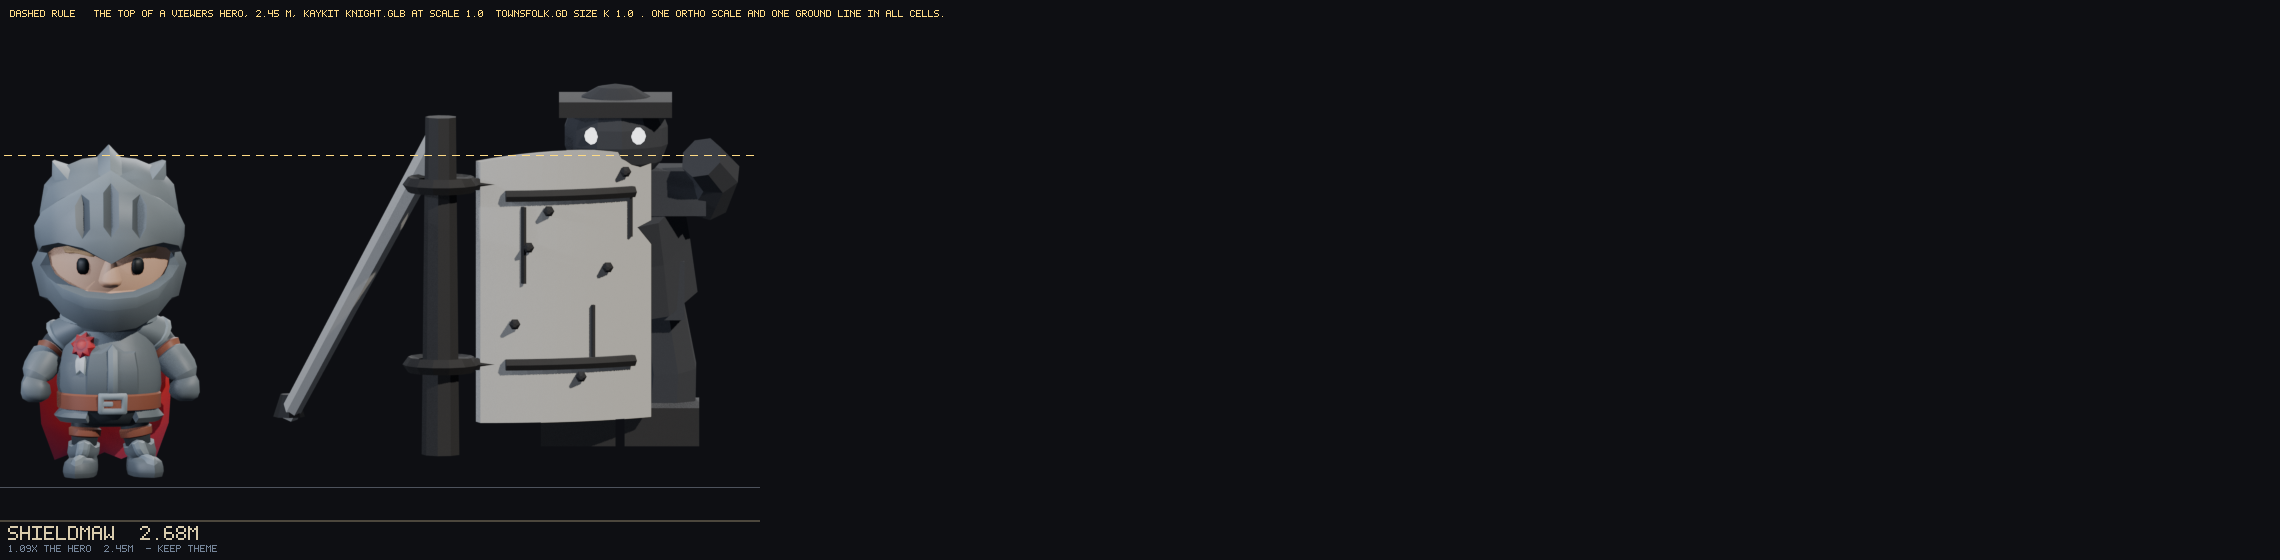 DASHED RULE THE TOP OF A VIEWERS HERO, 2.45 M, KAYKIT KNIGHT.GLB AT SCALE 1.0 TOWNSFOLK.GD SIZE K 1.0 . ONE ORTHO SCALE AND ONE GROUND LINE IN ALL CELLS.
SHIELDMAW 2.68M
1.09X THE HERO 2.45M - KEEP THEME